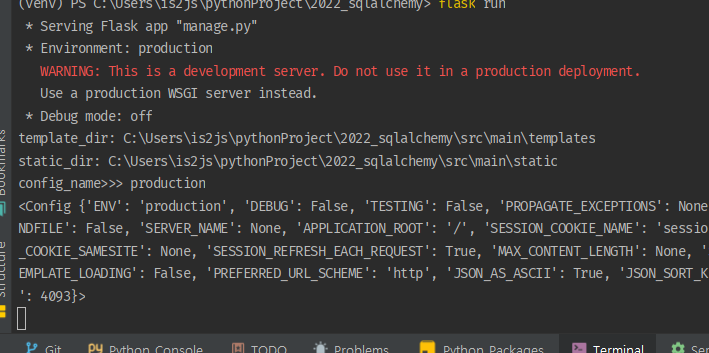 (venv) PS C:\Users\is2js\pythonProject\2022_sqlalchemy> flask run
* Serving Flask app "manage.py"
* Environment: production
WARNING: This is a development server. Do not use it in a production deployment.
Use a production WSGI server instead.
* Debug mode: off
template_dir: C:\Users\is2js\pythonProject\2022_sqlalchemy\src\main\templates
static_dir: C:\Users\is2js\pythonProject\2022_sqlalchemy\src\main\static
config_name>>> production
<Config {'ENV': 'production', 'DEBUG': False, 'TESTING': False, 'PROPAGATE_EXCEPTIONS': None
NDFILE': False, 'SERVER_NAME': None, 'APPLICATION_ROOT': '/', 'SESSION_COOKIE_NAME': 'sessio
_COOKIE_SAMESITE': None, 'SESSION_REFRESH_EACH_REQUEST': True, 'MAX_CONTENT_LENGTH': None, '
EMPLATE_LOADING': False, 'PREFERRED_URL_SCHEME': 'http', 'JSON_AS_ASCII': True, 'JSON_SORT_K
': 4093}>
Bookmarks
Structure
Git Python Console TODO Problems Python Packages Terminal Ser